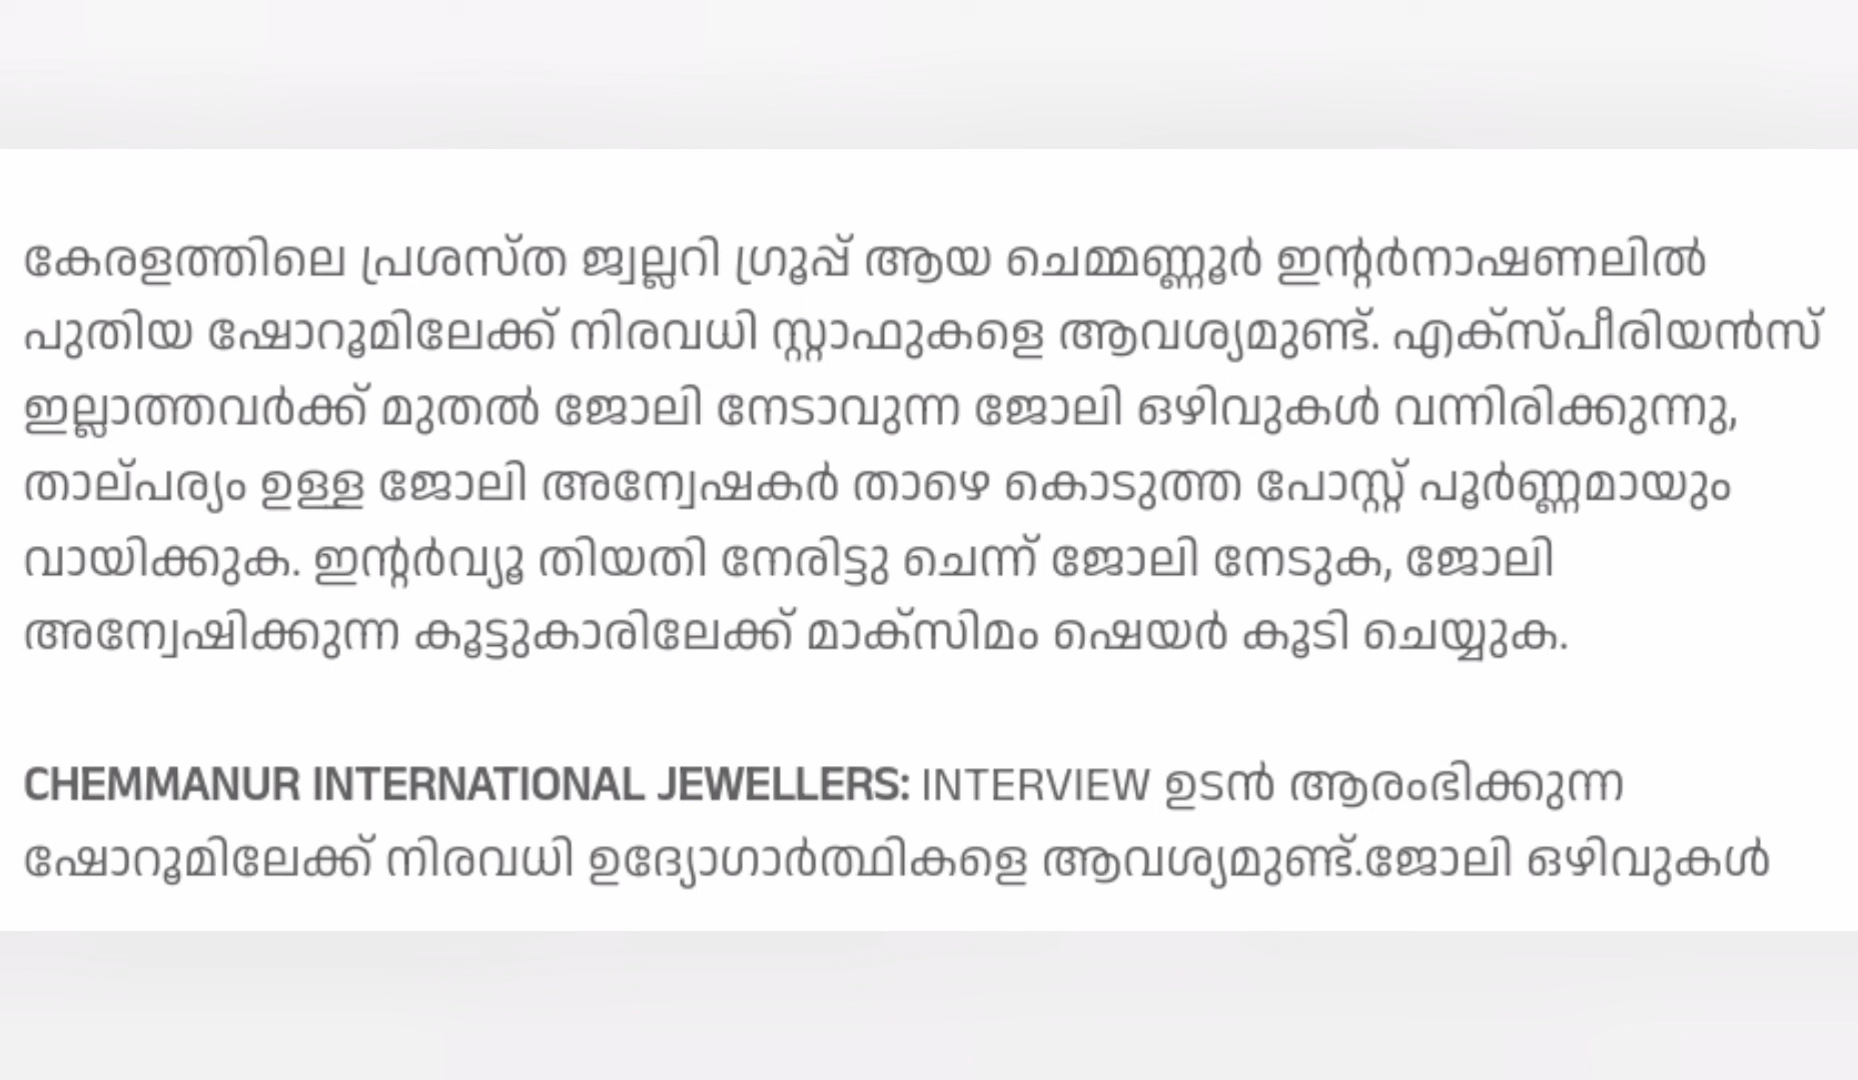 കേരളത്തിലെ പ്രശസ്ത ജ്വല്ലറി ഗ്രൂപ്പ് ആയ ചെമ്മണ്ണൂർ ഇന്റർനാഷണലിൽ
പുതിയ ഷോറൂമിലേക്ക് നിരവധി സ്റ്റാഫുകളെ ആവശ്യമുണ്ട്. എക്സ്പീരിയൻസ്
ഇല്ലാത്തവർക്ക് മുതൽ ജോലി നേടാവുന്ന ജോലി ഒഴിവുകൾ വന്നിരിക്കുന്നു,
താല്പര്യം ഉള്ള ജോലി അന്വേഷകർ താഴെ കൊടുത്ത പോസ്റ്റ് പൂർണ്ണമായും
വായിക്കുക. ഇന്റർവ്യൂ തിയതി നേരിട്ടു ചെന്ന് ജോലി നേടുക, ജോലി
അന്വേഷിക്കുന്ന കൂട്ടുകാരിലേക്ക് മാക്സിമം ഷെയർ കൂടി ചെയ്യുക.
CHEMMANUR INTERNATIONAL JEWELLERS: INTERVIEW ഉടൻ ആരംഭിക്കുന്ന
ഷോറൂമിലേക്ക് നിരവധി ഉദ്യോഗാർത്ഥികളെ ആവശ്യമുണ്ട്.ജോലി ഒഴിവുകൾ